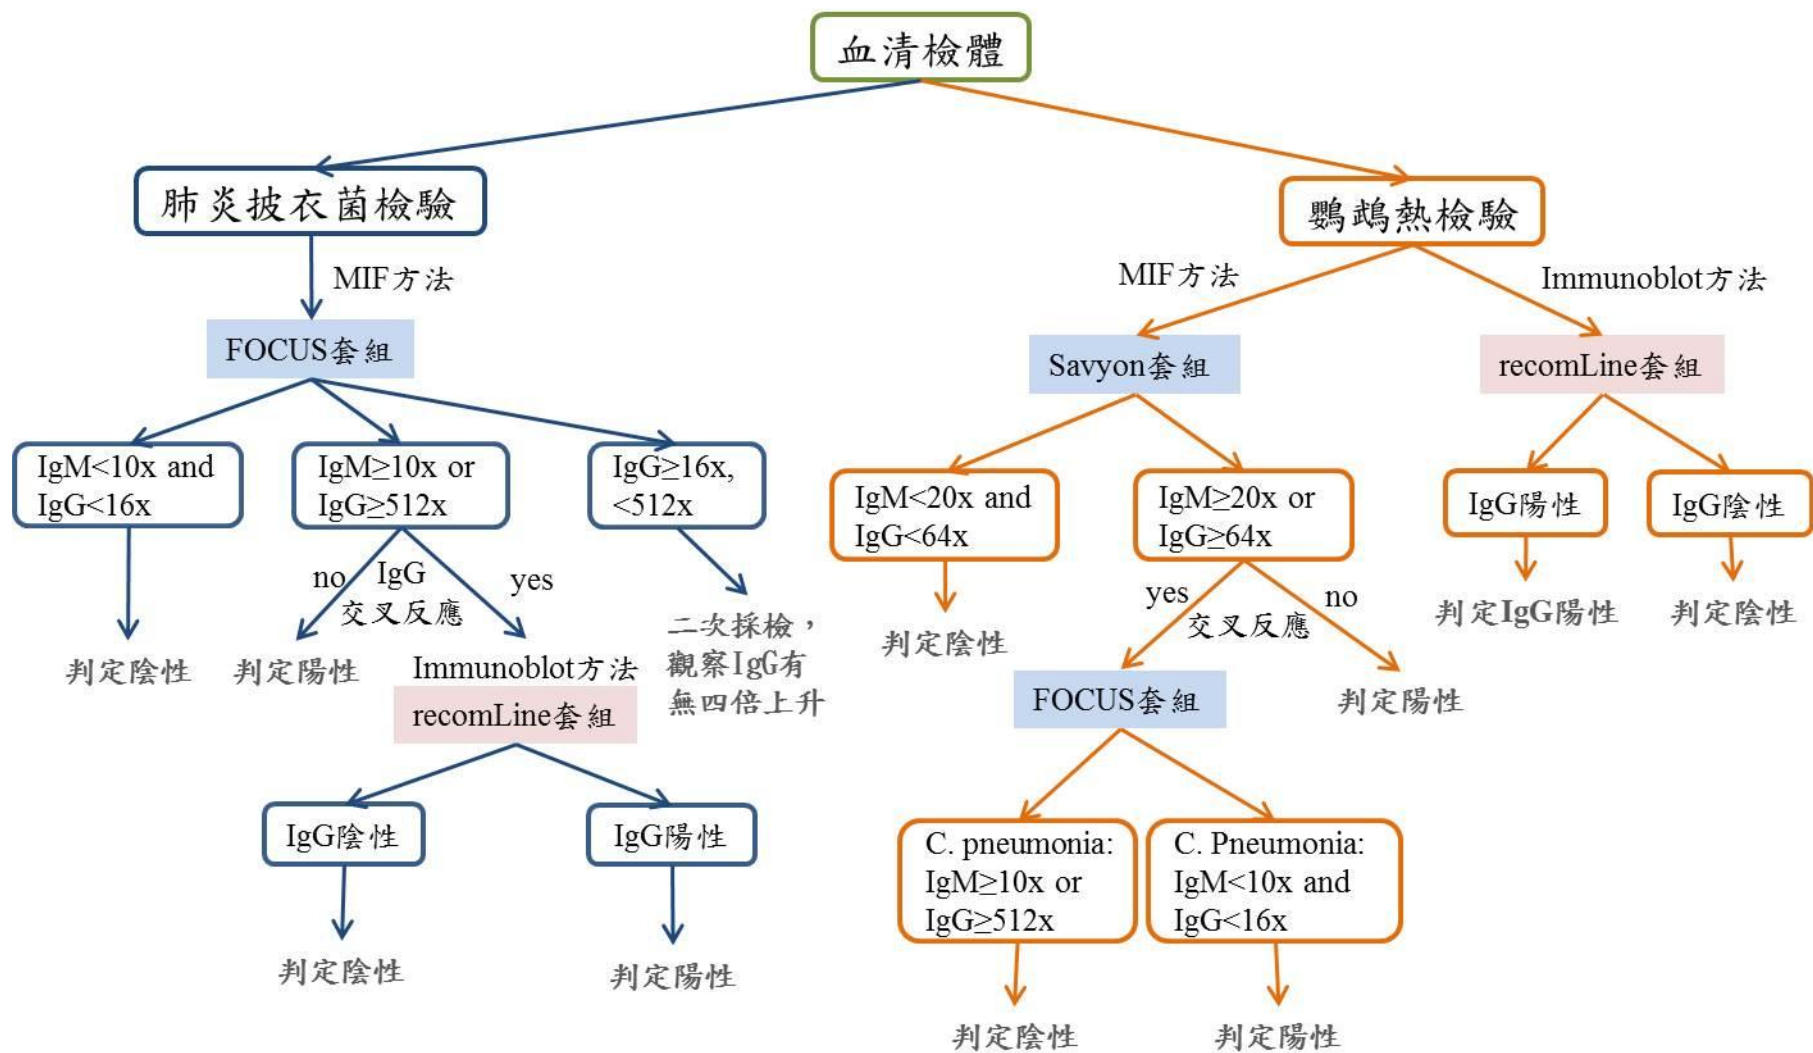 血清檢體
肺炎披衣菌檢驗
MIF方法
FOCUS套組
IgM<10x and
IgG<16x
判定陰性
IgM≥10x or
IgG≥512x
no
IgG
交叉反應
yes
判定陽性
Immunoblot方法
recomLine套組
IgG陰性
判定陰性
IgG陽性
判定陽性
IgG≥16x,
<512x
二次採檢，
觀察IgG有
無四倍上升
鸚鵡熱檢驗
MIF方法
Savyon套組
IgM<20x and
IgG<64x
判定陰性
IgM≥20x or
IgG≥64x
yes
交叉反應
no
FOCUS套組
C. pneumonia:
IgM≥10x or
IgG≥512x
判定陰性
C. Pneumonia:
IgM<10x and
IgG<16x
判定陽性
判定陽性
Immunoblot方法
recomLine套組
IgG陽性
判定IgG陽性
IgG陰性
判定陰性